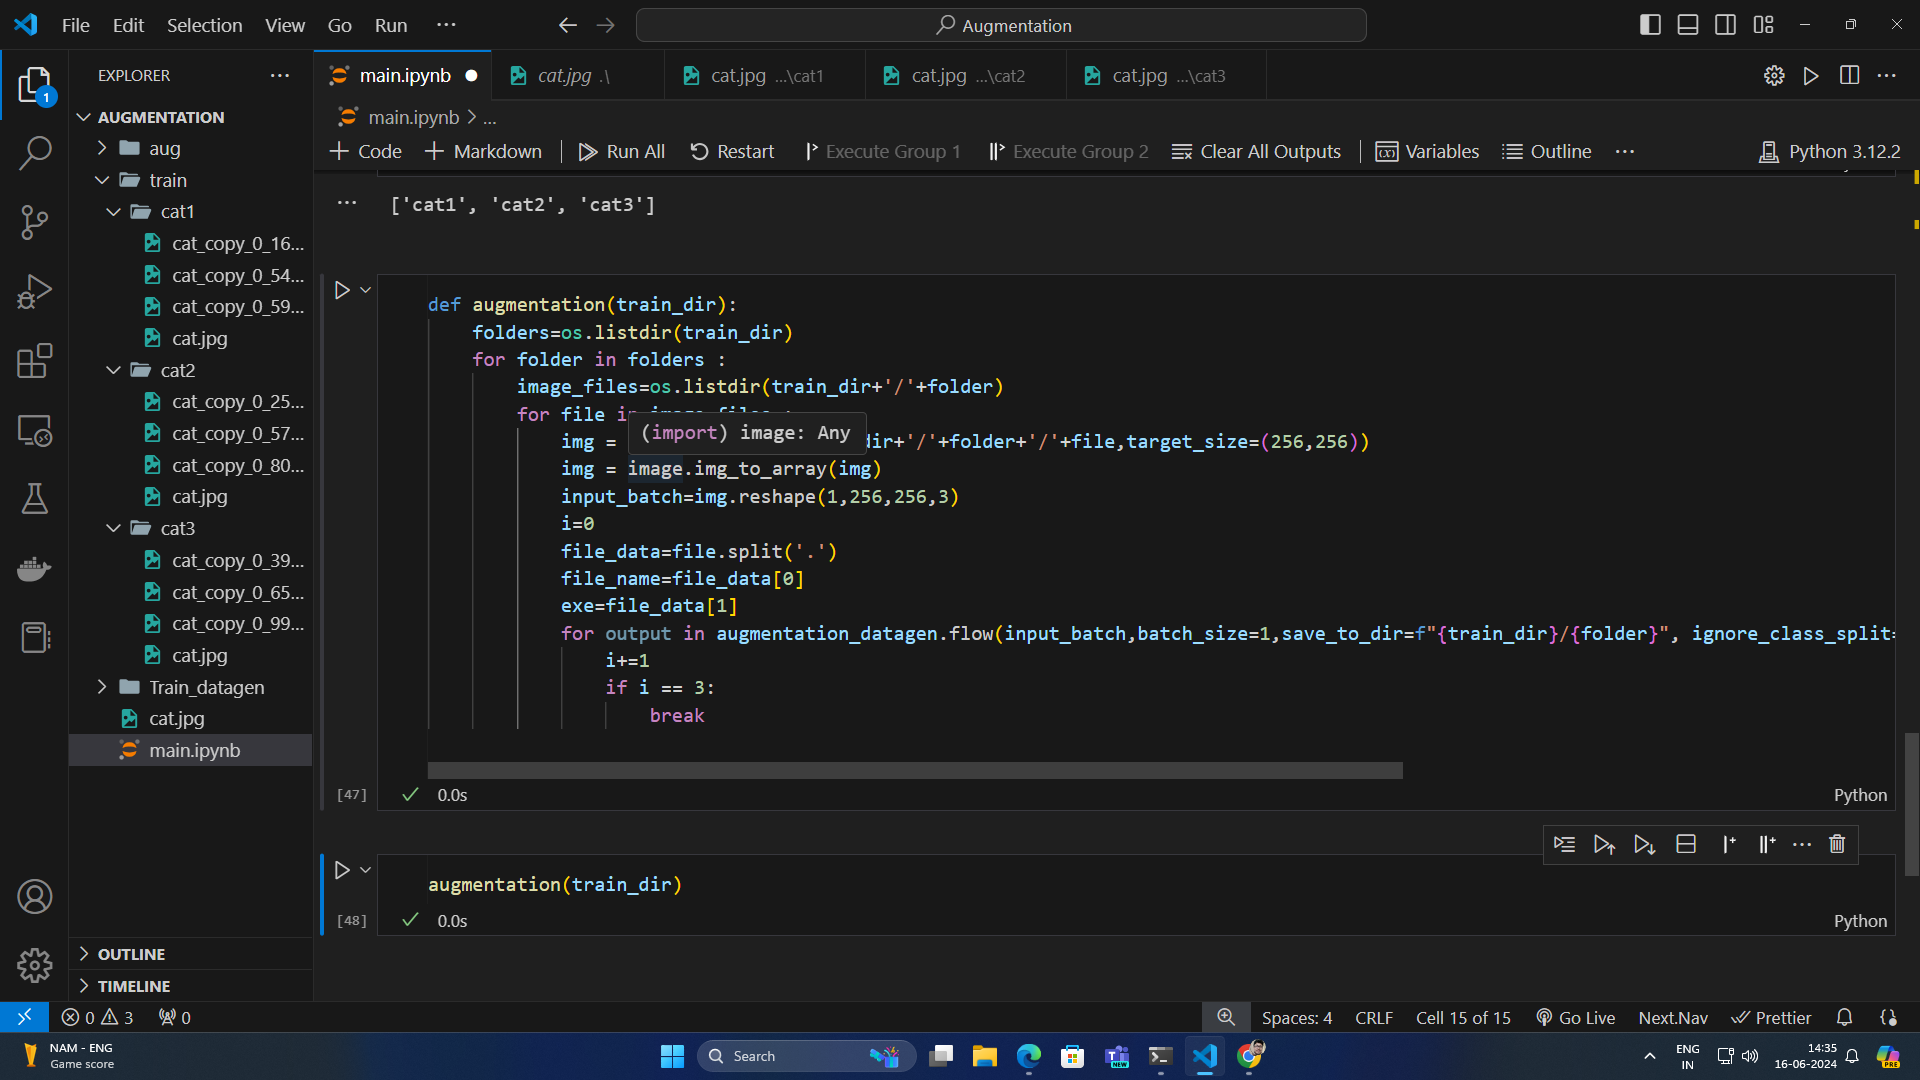 File Edit Selection View Go Run ···
Augmentation
EXPLORER ···
main.ipynb
cat.jpg .\
cat.jpg ...\cat1
cat.jpg ...\cat2
cat.jpg ...\cat3
AUGMENTATION
aug
train
cat1
cat_copy_0_16...
cat_copy_0_54...
cat_copy_0_59...
cat.jpg
cat2
cat_copy_0_25...
cat_copy_0_57...
cat_copy_0_80...
cat.jpg
cat3
cat_copy_0_39...
cat_copy_0_65...
cat_copy_0_99...
cat.jpg
Train_datagen
cat.jpg
main.ipynb
OUTLINE
TIMELINE
1
main.ipynb > ...
+ Code + Markdown Run All Restart Execute Group 1 Execute Group 2 Clear All Outputs Variables Outline ··· Python 3.12.2
['cat1', 'cat2', 'cat3']
def augmentation(train_dir):
folders=os.listdir(train_dir)
for folder in folders :
image_files=os.listdir(train_dir+'/'+folder)
for file
(import) image: Any
img = dir+'/'+folder+'/'+file,target_size=(256,256))
img = image.img_to_array(img)
input_batch=img.reshape(1,256,256,3)
i=0
file_data=file.split('.')
file_name=file_data[0]
exe=file_data[1]
for output in augmentation_datagen.flow(input_batch,batch_size=1,save_to_dir=f"{train_dir}/{folder}", ignore_class_split=
i+=1
if i == 3:
break
[47] 0.0s Python
augmentation(train_dir)
[48] 0.0s Python
0 3 0
Spaces: 4 CRLF Cell 15 of 15 Go Live Next.Nav Prettier
NAM - ENG
Game score
Search
NEW
ENG
IN
14:35
16-06-2024
PRE